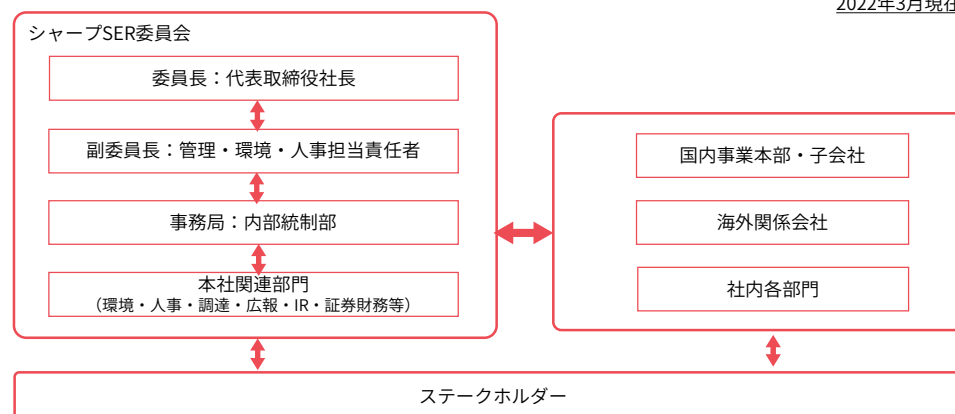 2022年3月現在
シャープSER委員会
委員長：代表取締役社長
副委員長：管理・環境・人事担当責任者
事務局：内部統制部
本社関連部門
（環境・人事・調達・広報・IR・証券財務等）
国内事業本部・子会社
海外関係会社
社内各部門
ステークホルダー